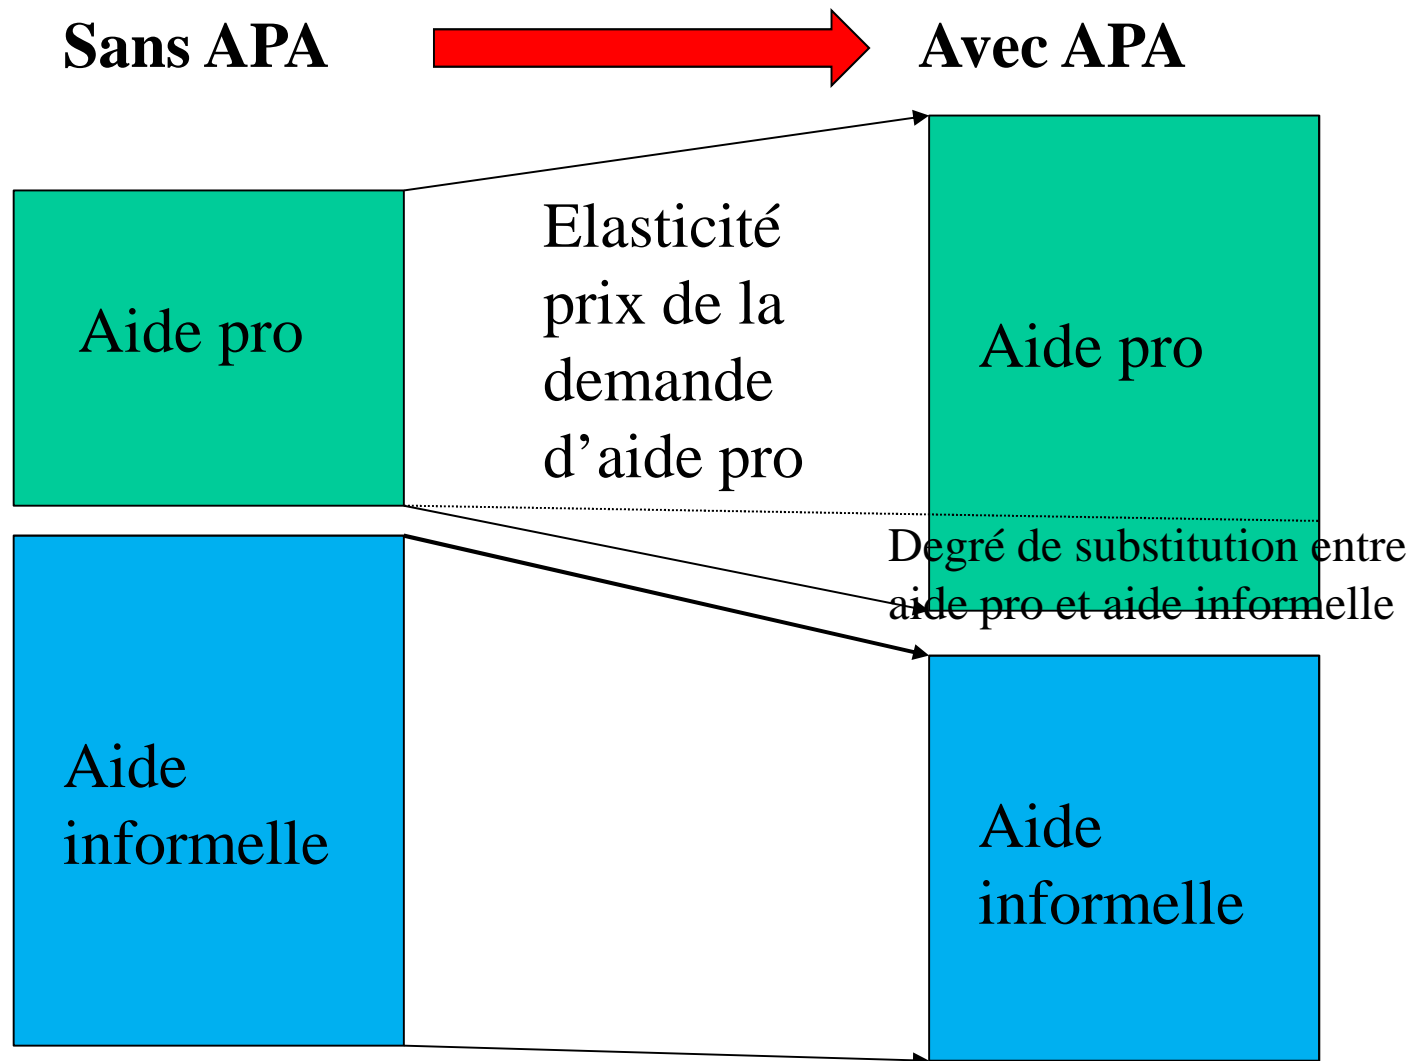 Sans APA
Avec APA
Aide pro
Elasticité
prix de la
demande
d’aide pro
Aide pro
Degré de substitution entre
aide pro et aide informelle
Aide
informelle
Aide
informelle